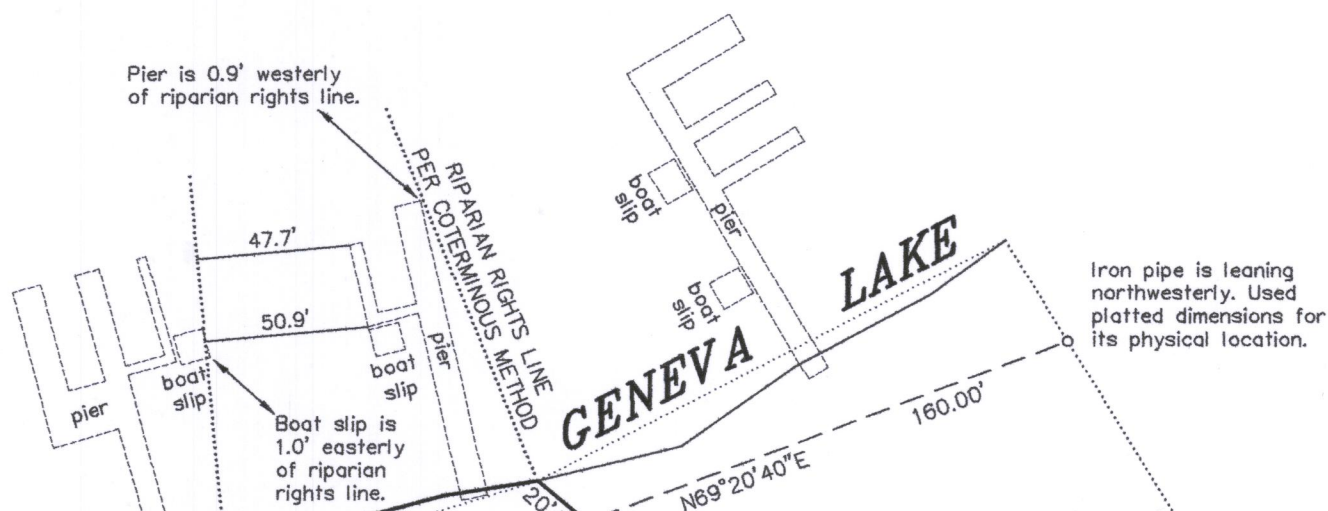 Pier is 0.9' westerly
of riparian rights line.
RIPARIAN RIGHTS LINE
PER COTERMINOUS METHOD
47.7'
50.9'
boat
slip
pier
boat
slip
pier
Boat slip is
1.0' easterly
of riparian
rights line.
boat
slip
pier
boat
slip
GENEVA LAKE
Iron pipe is leaning
northwesterly. Used
platted dimensions for
its physical location.
160.00'
N69°20'40"E
20'